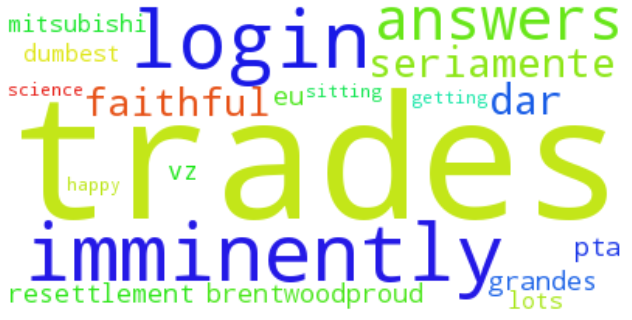 mitsubishi
login
answers
dumbest
seriamente
science
faithful
eu
sitting
getting
dar
trades
vz
happy
imminently
pta
grandes
resettlement
brentwoodproud
lots